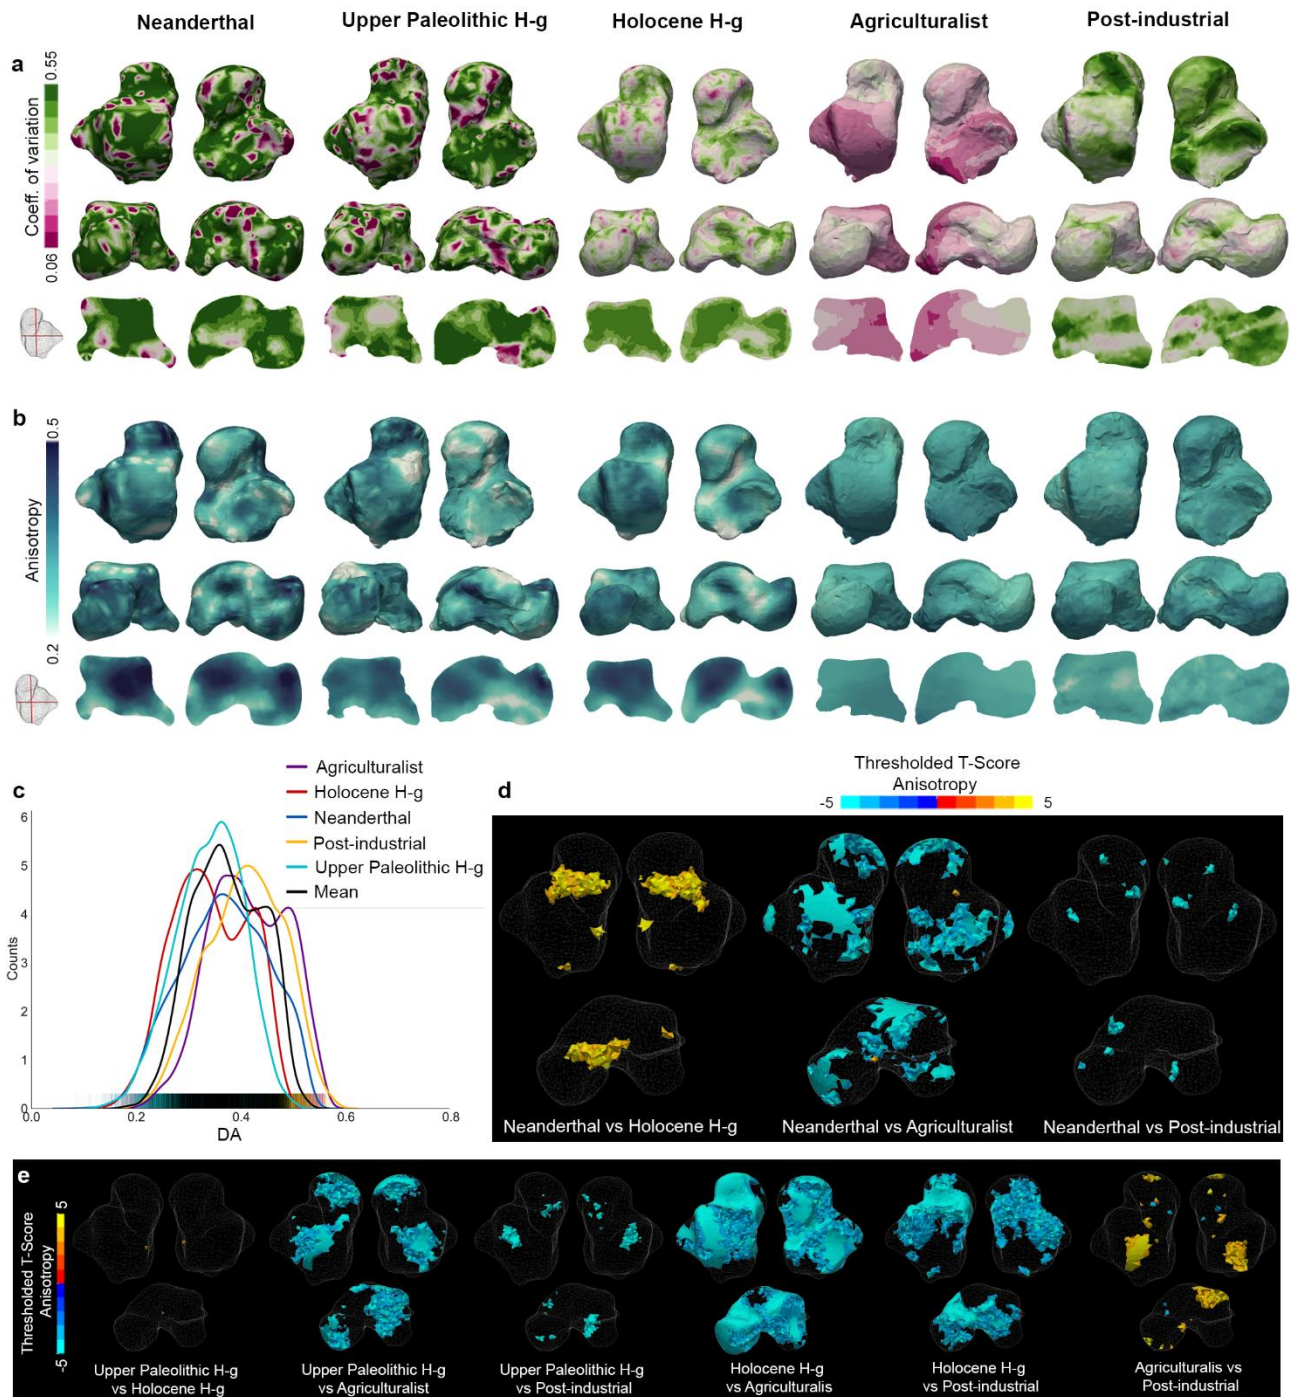 Neanderthal
Upper Paleolithic H-g
Holocene H-g
Agriculturalist
Post-industrial
a
0.55
Coeff. of variation
0.06
b
0.5
Anisotropy
0.2
c
Agriculturalist
Holocene H-g
Neanderthal
Post-industrial
Upper Paleolithic H-g
Mean
6
5
4
3
2
1
0
Counts
0.0
0.2
0.4
0.6
0.8
DA
d
Thresholded T-Score
Anisotropy
-5
5
Neanderthal vs Holocene H-g
Neanderthal vs Agriculturalist
Neanderthal vs Post-industrial
e
5
Thresholded T-Score
Anisotropy
-5
Upper Paleolithic H-g
vs Holocene H-g
Upper Paleolithic H-g
vs Agriculturalist
Upper Paleolithic H-g
vs Post-industrial
Holocene H-g
vs Agriculturalis
Holocene H-g
vs Post-industrial
Agriculturalis vs
Post-industrial